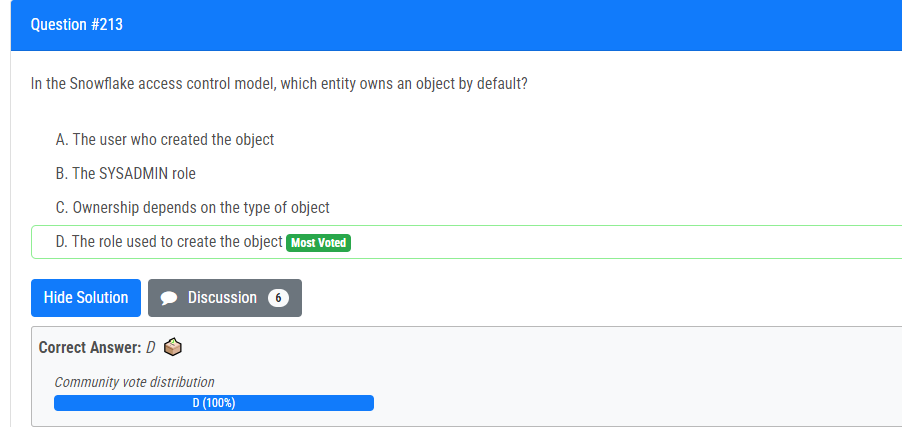 Question #213
In the Snowflake access control model, which entity owns an object by default?
A. The user who created the object
B. The SYSADMIN role
C. Ownership depends on the type of object
D. The role used to create the object Most Voted
Hide Solution Discussion 6
Correct Answer: D
Community vote distribution
D (100%)